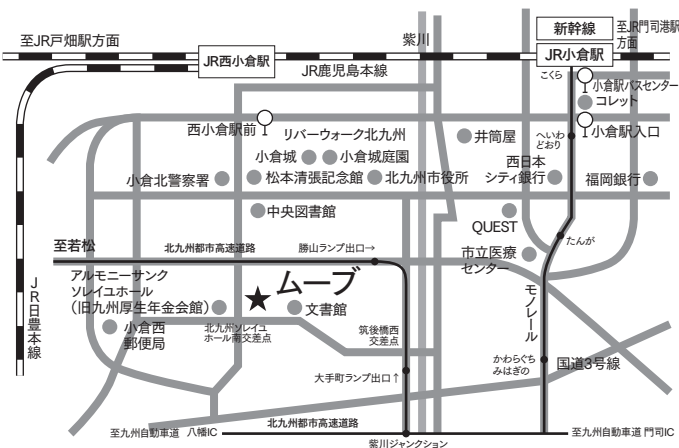 新幹線
至JR門司港駅
方面
至JR戸畑駅方面
紫川
JR西小倉駅
JR小倉駅
JR鹿児島本線
こくら
小倉駅バスセンター
コレット
西小倉駅前
リバーウォーク北九州
井筒屋
へいわ
どおり
小倉駅入口
小倉城
小倉城庭園
西日本
シティ銀行
小倉北警察署
松本清張記念館
北九州市役所
福岡銀行
中央図書館
QUEST
至若松
北九州都市高速道路
勝山ランプ出口→
たんが
市立医療
センター
アルモニーサンク
ソレイユホール
(旧九州厚生年金会館)
ムーブ
文書館
モノレール
JR日豊本線
小倉西
郵便局
北九州ソレイユ
ホール南交差点
筑後橋西
交差点
かわらぐち
みはぎの
国道3号線
大手町ランプ出口↑
北九州都市高速道路
至九州自動車道 八幡IC
至九州自動車道 門司IC
紫川ジャンクション